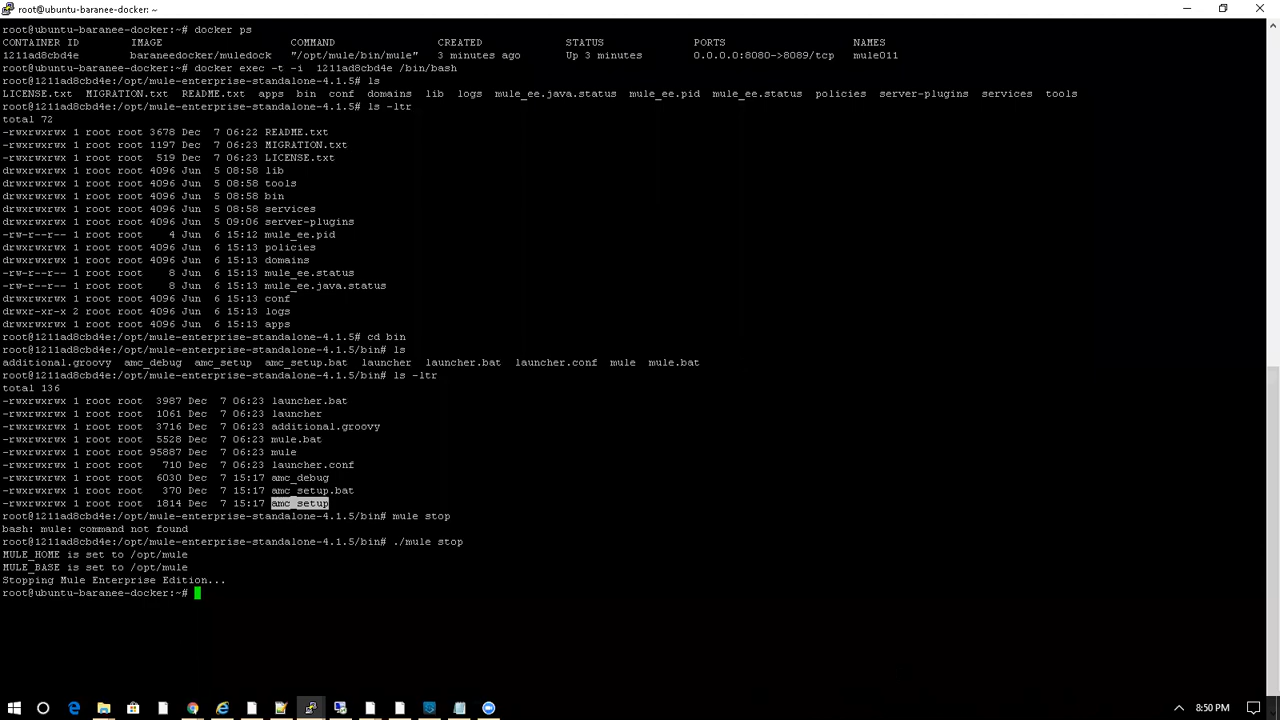 root@ubuntu-baranee-docker: ~
root@ubuntu-baranee-docker:~# docker ps
CONTAINER ID        IMAGE                  COMMAND                CREATED             STATUS              PORTS                    NAMES
1211ad8cbd4e        baraneedocker/muledock   "/opt/mule/bin/mule"   3 minutes ago       Up 3 minutes        0.0.0.0:8080->8089/tcp   mule011
root@ubuntu-baranee-docker:~# docker exec -t -i  1211ad8cbd4e /bin/bash
root@1211ad8cbd4e:/opt/mule-enterprise-standalone-4.1.5# ls
LICENSE.txt  MIGRATION.txt  README.txt  apps  bin  conf  domains  lib  logs  mule_ee.java.status  mule_ee.pid  mule_ee.status  policies  server-plugins  services  tools
root@1211ad8cbd4e:/opt/mule-enterprise-standalone-4.1.5# ls -ltr
total 72
-rwxrwxrwx 1 root root 3678 Dec  7 06:22 README.txt
-rwxrwxrwx 1 root root 1197 Dec  7 06:23 MIGRATION.txt
-rwxrwxrwx 1 root root  519 Dec  7 06:23 LICENSE.txt
drwxrwxrwx 1 root root 4096 Jun  5 08:58 lib
drwxrwxrwx 1 root root 4096 Jun  5 08:58 tools
drwxrwxrwx 1 root root 4096 Jun  5 08:58 bin
drwxrwxrwx 1 root root 4096 Jun  5 08:58 services
drwxrwxrwx 1 root root 4096 Jun  5 09:06 server-plugins
-rw-r--r-- 1 root root    4 Jun  6 15:12 mule_ee.pid
drwxrwxrwx 1 root root 4096 Jun  6 15:13 policies
drwxrwxrwx 1 root root 4096 Jun  6 15:13 domains
-rw-r--r-- 1 root root    8 Jun  6 15:13 mule_ee.status
-rw-r--r-- 1 root root    8 Jun  6 15:13 mule_ee.java.status
drwxrwxrwx 1 root root 4096 Jun  6 15:13 conf
drwxr-xr-x 2 root root 4096 Jun  6 15:13 logs
drwxrwxrwx 1 root root 4096 Jun  6 15:13 apps
root@1211ad8cbd4e:/opt/mule-enterprise-standalone-4.1.5# cd bin
root@1211ad8cbd4e:/opt/mule-enterprise-standalone-4.1.5/bin# ls
additional.groovy  amc_debug  amc_setup  amc_setup.bat  launcher  launcher.bat  launcher.conf  mule  mule.bat
root@1211ad8cbd4e:/opt/mule-enterprise-standalone-4.1.5/bin# ls -ltr
total 136
-rwxrwxrwx 1 root root  3987 Dec  7 06:23 launcher.bat
-rwxrwxrwx 1 root root  1061 Dec  7 06:23 launcher
-rwxrwxrwx 1 root root  3716 Dec  7 06:23 additional.groovy
-rwxrwxrwx 1 root root  5528 Dec  7 06:23 mule.bat
-rwxrwxrwx 1 root root 95887 Dec  7 06:23 mule
-rwxrwxrwx 1 root root   710 Dec  7 06:23 launcher.conf
-rwxrwxrwx 1 root root  6030 Dec  7 15:17 amc_debug
-rwxrwxrwx 1 root root   370 Dec  7 15:17 amc_setup.bat
-rwxrwxrwx 1 root root  1814 Dec  7 15:17 amc_setup
root@1211ad8cbd4e:/opt/mule-enterprise-standalone-4.1.5/bin# mule stop
bash: mule: command not found
root@1211ad8cbd4e:/opt/mule-enterprise-standalone-4.1.5/bin# ./mule stop
MULE_HOME is set to /opt/mule
MULE_BASE is set to /opt/mule
Stopping Mule Enterprise Edition...
root@ubuntu-baranee-docker:~#
8:50 PM